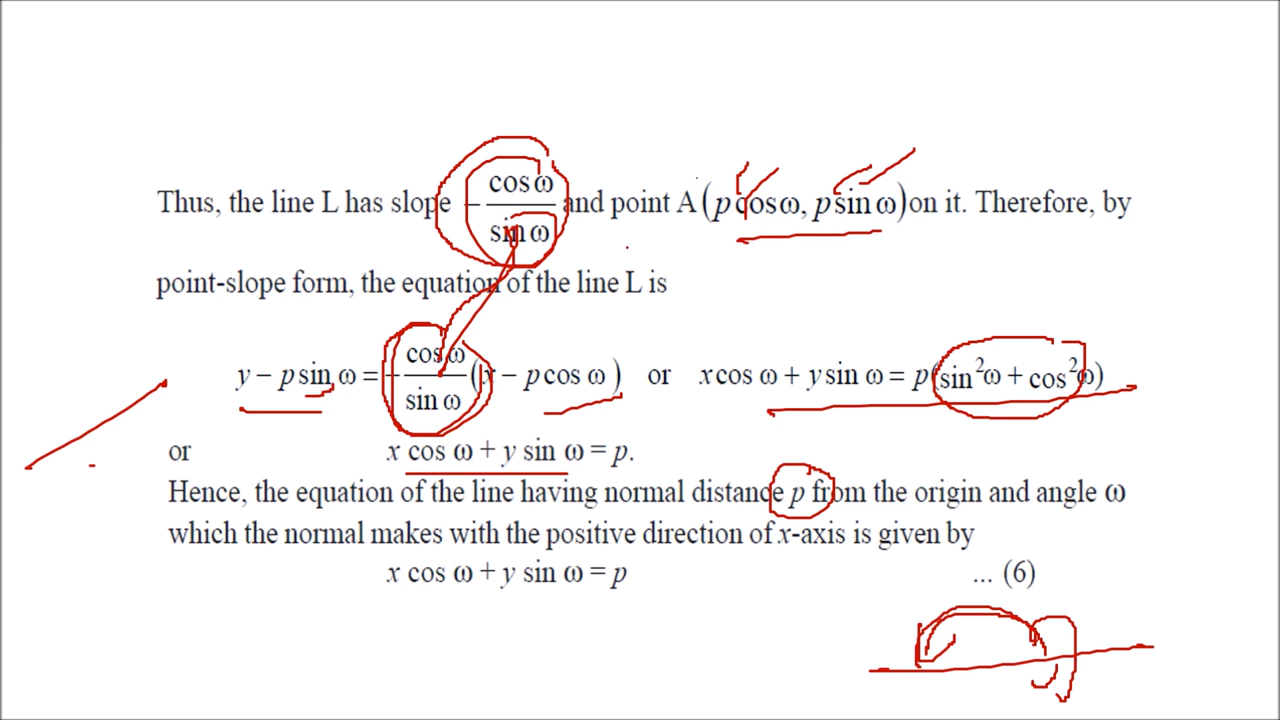 Thus, the line L has slope − cos ω / sin ω and point A (p cos ω, p sin ω) on it. Therefore, by
point-slope form, the equation of the line L is
y − p sin ω = − cos ω / sin ω (x − p cos ω) or x cos ω + y sin ω = p(sin²ω + cos²ω)
or x cos ω + y sin ω = p.
Hence, the equation of the line having normal distance p from the origin and angle ω
which the normal makes with the positive direction of x-axis is given by
x cos ω + y sin ω = p ... (6)